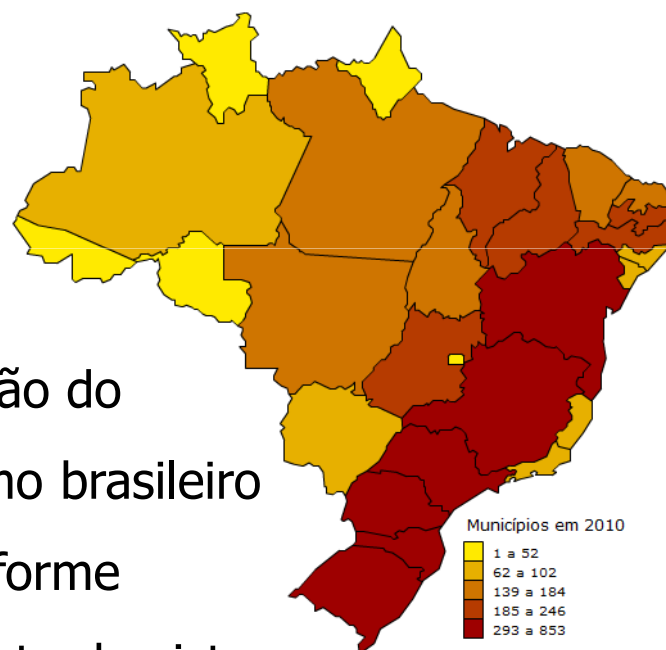 ão do
no brasileiro
forme
Municípios em 2010
1 a 52
62 a 102
139 a 184
185 a 246
293 a 853